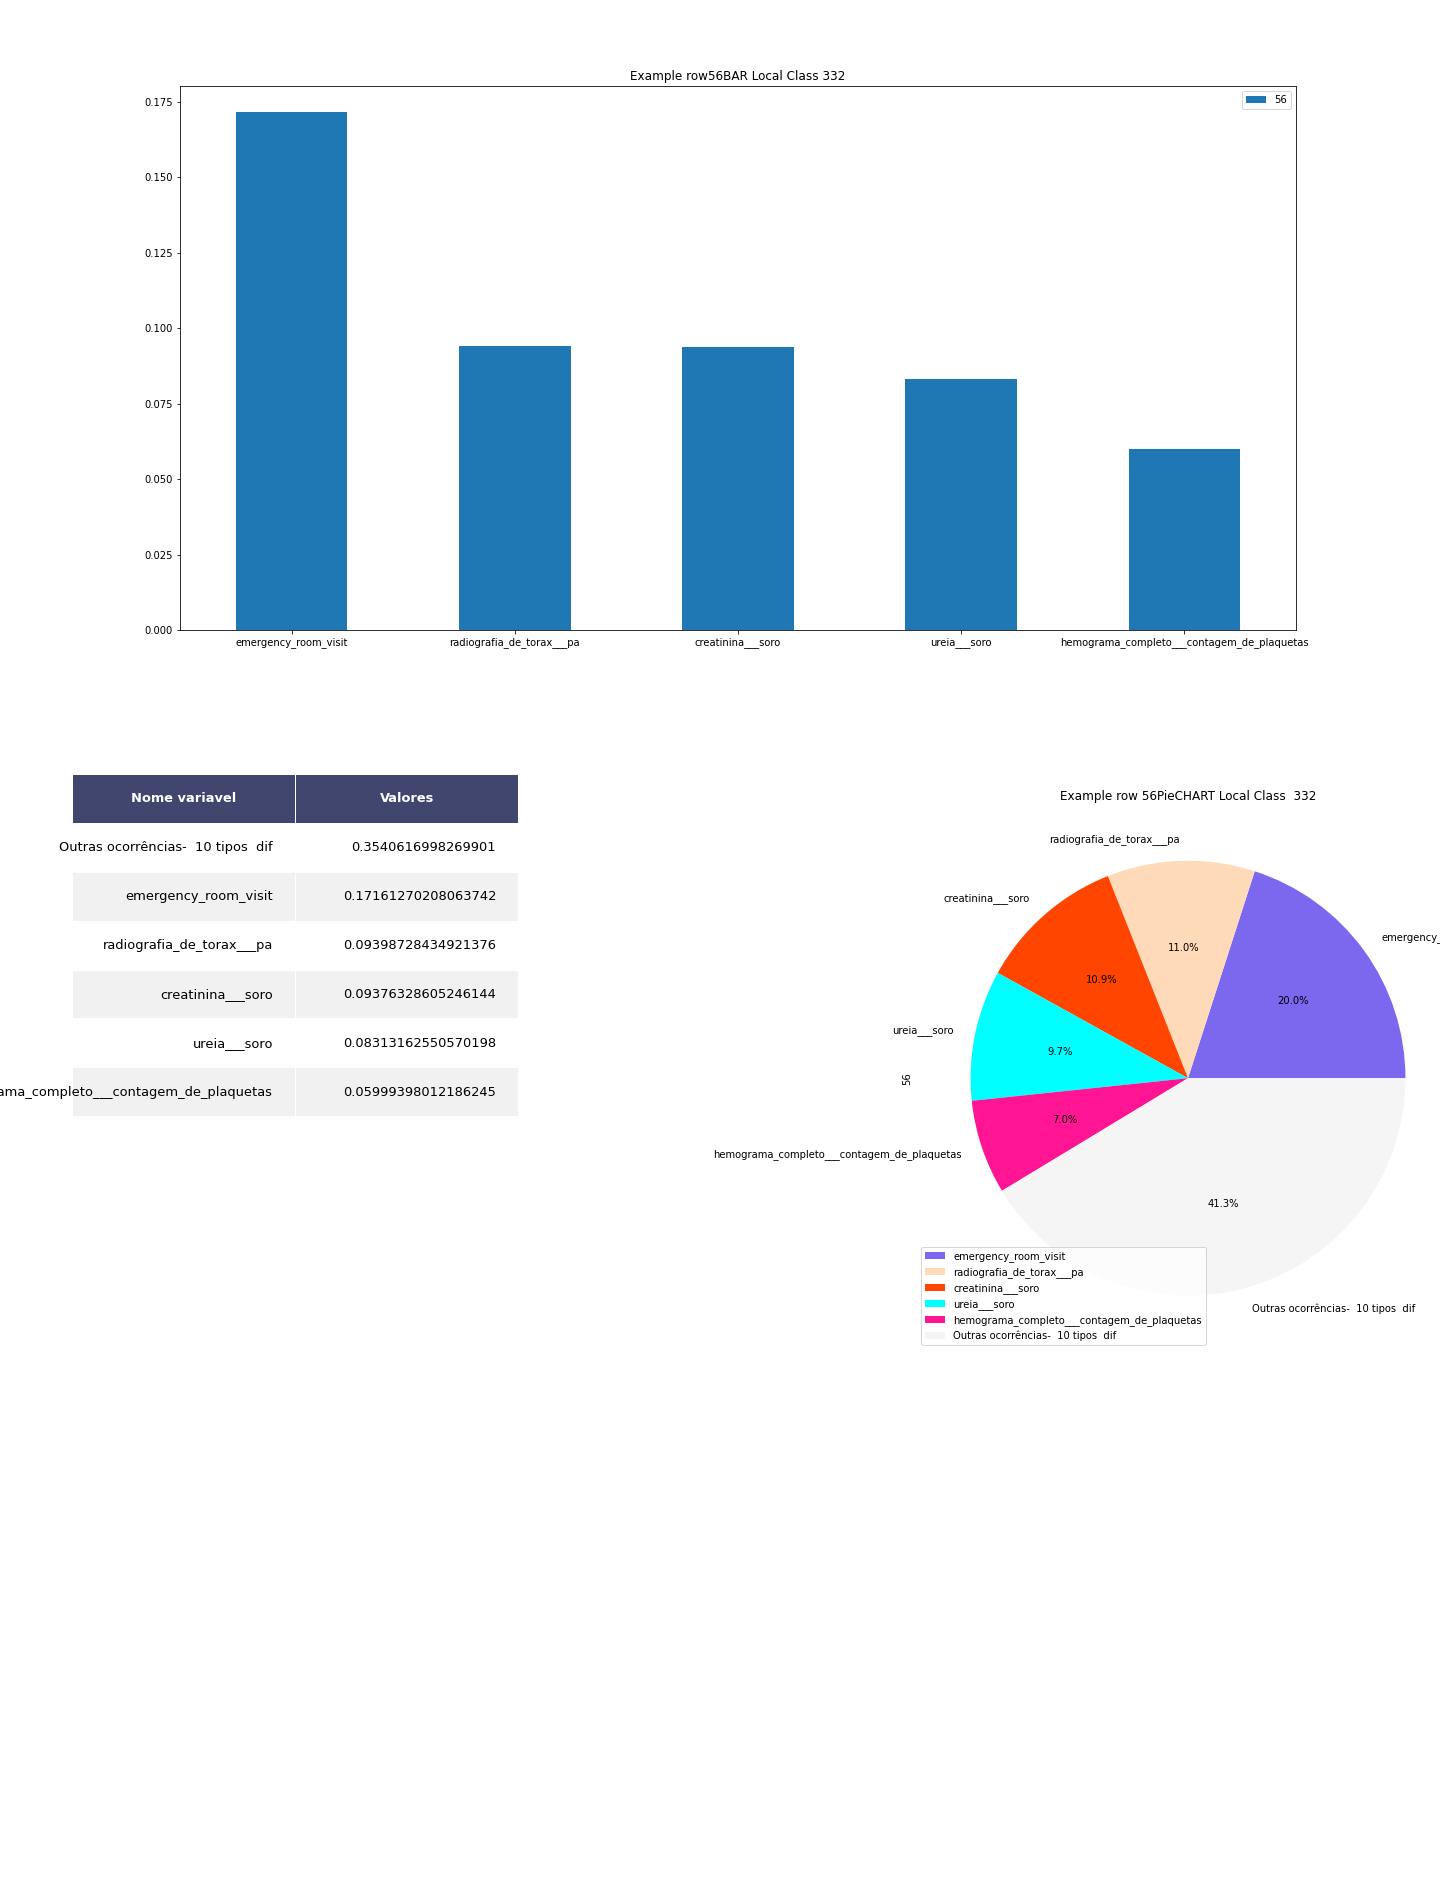 Example row56BAR Local Class 332
56
0.175
0.150
0.125
0.100
0.075
0.050
0.025
0.000
emergency_room_visit
radiografia_de_torax___pa
creatinina___soro
ureia___soro
hemograma_completo___contagem_de_plaquetas
Nome variavel Valores
Outras ocorrências-  10 tipos  dif 0.3540616998269901
emergency_room_visit 0.17161270208063742
radiografia_de_torax___pa 0.09398728434921376
creatinina___soro 0.09376328605246144
ureia___soro 0.08313162550570198
ama_completo___contagem_de_plaquetas 0.05999398012186245
Example row 56PieCHART Local Class  332
radiografia_de_torax___pa
creatinina___soro
emergency_
11.0%
10.9%
20.0%
ureia___soro
9.7%
56
7.0%
hemograma_completo___contagem_de_plaquetas
41.3%
emergency_room_visit
radiografia_de_torax___pa
creatinina___soro
ureia___soro
hemograma_completo___contagem_de_plaquetas
Outras ocorrências-  10 tipos  dif
Outras ocorrências-  10 tipos  dif